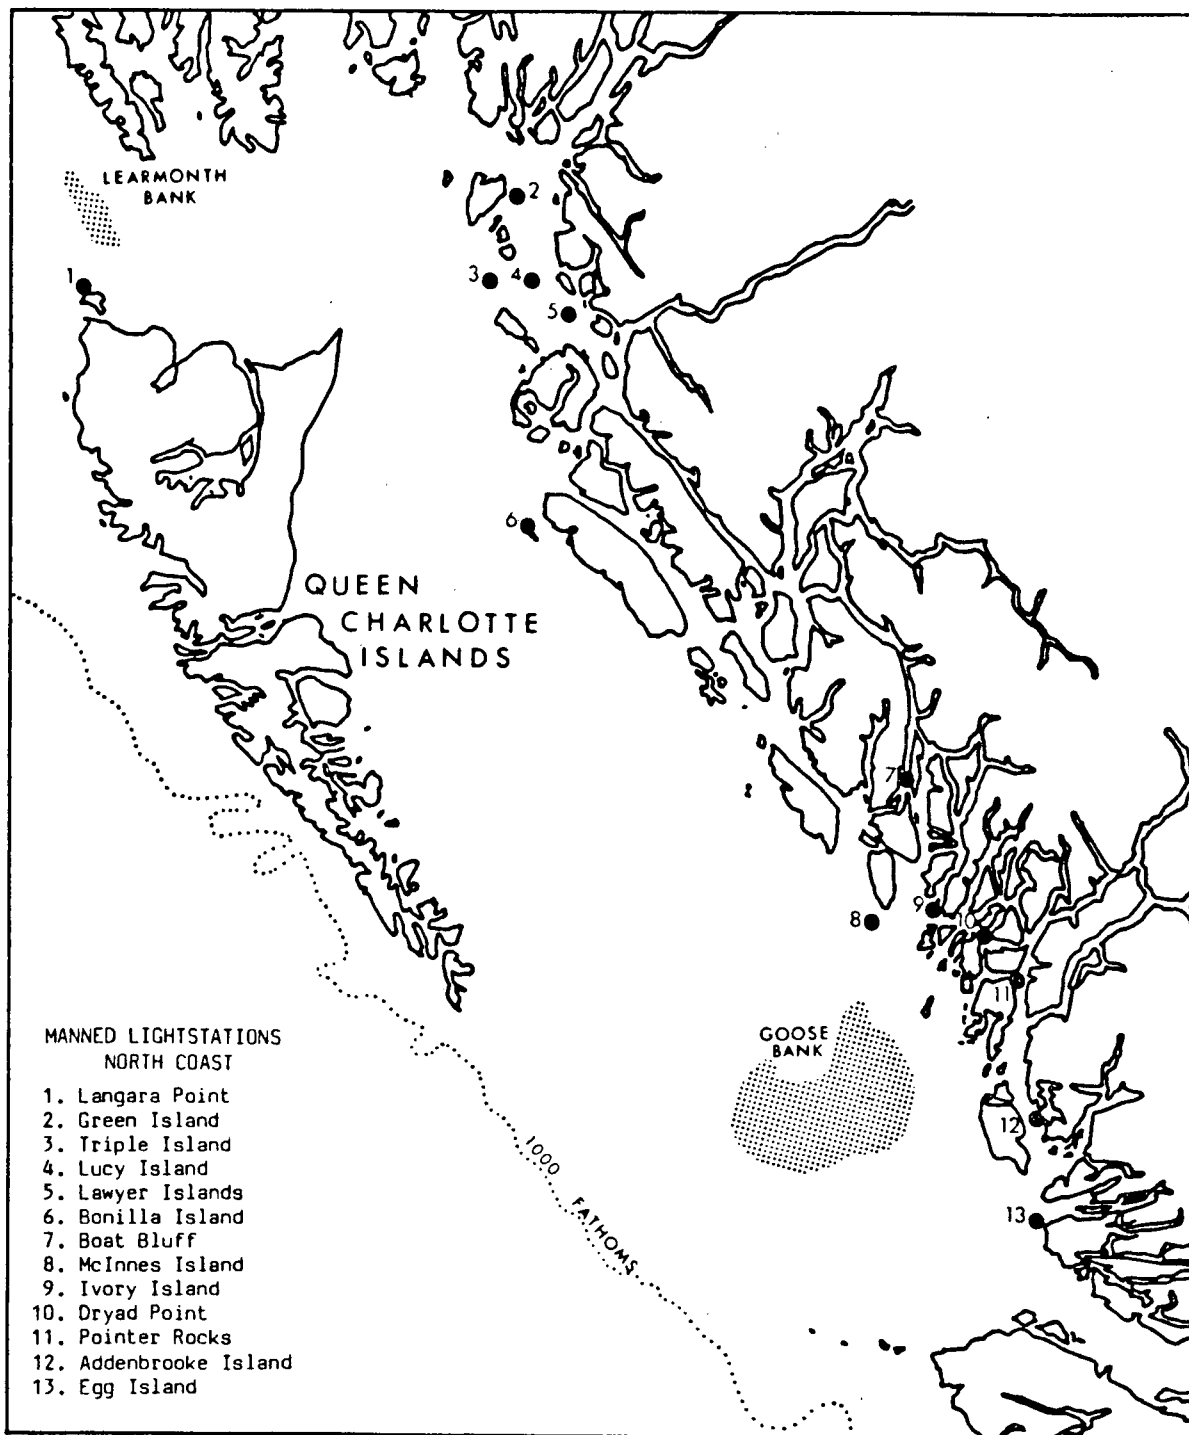 LEARMONTH
BANK
2
1
3
4
5
6
QUEEN
CHARLOTTE
ISLANDS
7
8
9
10
11
GOOSE
BANK
12
13
1000 FATHOMS
MANNED LIGHTSTATIONS
NORTH COAST
1. Langara Point
2. Green Island
3. Triple Island
4. Lucy Island
5. Lawyer Islands
6. Bonilla Island
7. Boat Bluff
8. McInnes Island
9. Ivory Island
10. Dryad Point
11. Pointer Rocks
12. Addenbrooke Island
13. Egg Island